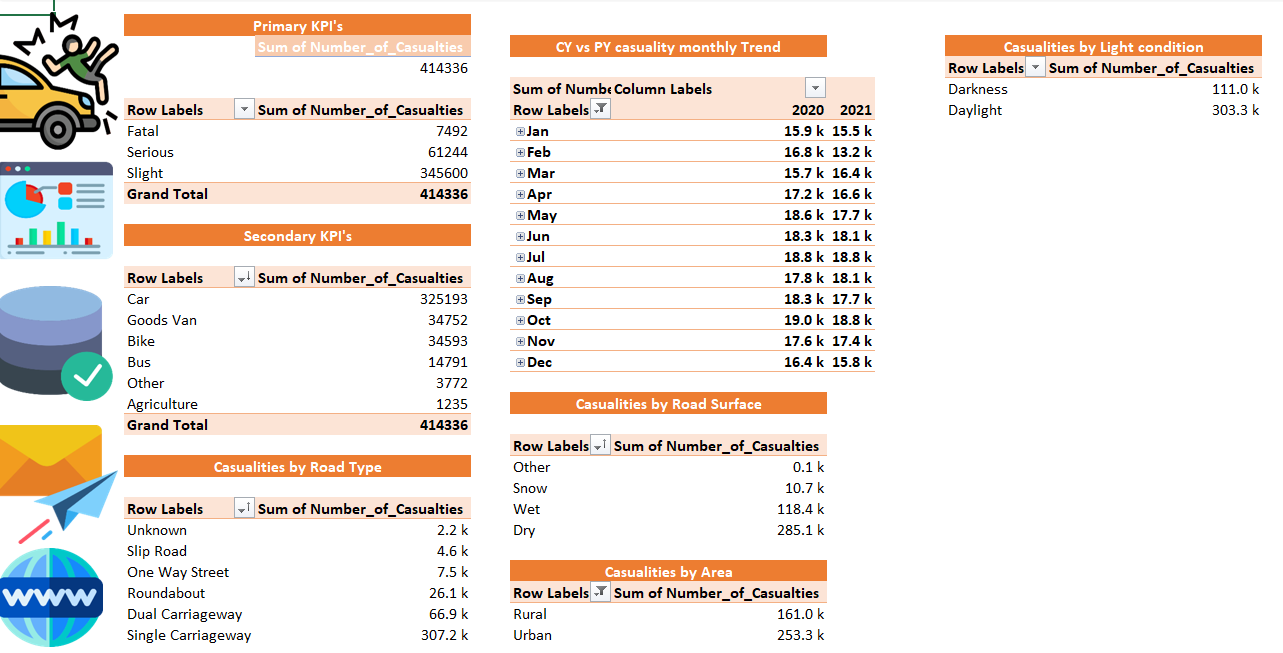 Primary KPI's
Sum of Number_of_Casualties
414336
Row Labels Sum of Number_of_Casualties
Fatal 7492
Serious 61244
Slight 345600
Grand Total 414336
Secondary KPI's
Row Labels Sum of Number_of_Casualties
Car 325193
Goods Van 34752
Bike 34593
Bus 14791
Other 3772
Agriculture 1235
Grand Total 414336
Casualities by Road Type
Row Labels Sum of Number_of_Casualties
Unknown 2.2 k
Slip Road 4.6 k
One Way Street 7.5 k
Roundabout 26.1 k
Dual Carriageway 66.9 k
Single Carriageway 307.2 k
CY vs PY casuality monthly Trend
Sum of Numbe Column Labels
Row Labels 2020 2021
Jan 15.9 k 15.5 k
Feb 16.8 k 13.2 k
Mar 15.7 k 16.4 k
Apr 17.2 k 16.6 k
May 18.6 k 17.7 k
Jun 18.3 k 18.1 k
Jul 18.8 k 18.8 k
Aug 17.8 k 18.1 k
Sep 18.3 k 17.7 k
Oct 19.0 k 18.8 k
Nov 17.6 k 17.4 k
Dec 16.4 k 15.8 k
Casualities by Road Surface
Row Labels Sum of Number_of_Casualties
Other 0.1 k
Snow 10.7 k
Wet 118.4 k
Dry 285.1 k
Casualities by Area
Row Labels Sum of Number_of_Casualties
Rural 161.0 k
Urban 253.3 k
Casualities by Light condition
Row Labels Sum of Number_of_Casualties
Darkness 111.0 k
Daylight 303.3 k
WWW